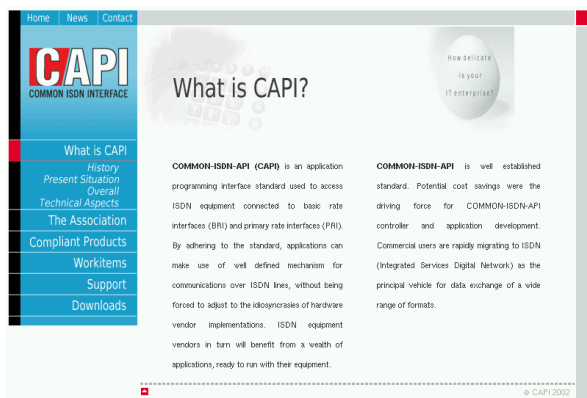 Home News Contact
CAPI
COMMON ISDN INTERFACE
What is CAPI
History
Present Situation
Overall
Technical Aspects
The Association
Compliant Products
Workitems
Support
Downloads
What is CAPI?
How delicate
is your
IT enterprise?
COMMON-ISDN-API (CAPI) is an application
programming interface standard used to access
ISDN equipment connected to basic rate
interfaces (BRI) and primary rate interfaces (PRI).
By adhering to the standard, applications can
make use of well defined mechanism for
communications over ISDN lines, without being
forced to adjust to the idiosyncrasies of hardware
vendor implementations. ISDN equipment
vendors in turn will benefit from a wealth of
applications, ready to run with their equipment.
COMMON-ISDN-API is well established
standard. Potential cost savings were the
driving force for COMMON-ISDN-API
controller and application development.
Commercial users are rapidly migrating to ISDN
(Integrated Services Digital Network) as the
principal vehicle for data exchange of a wide
range of formats.
© CAPI 2002